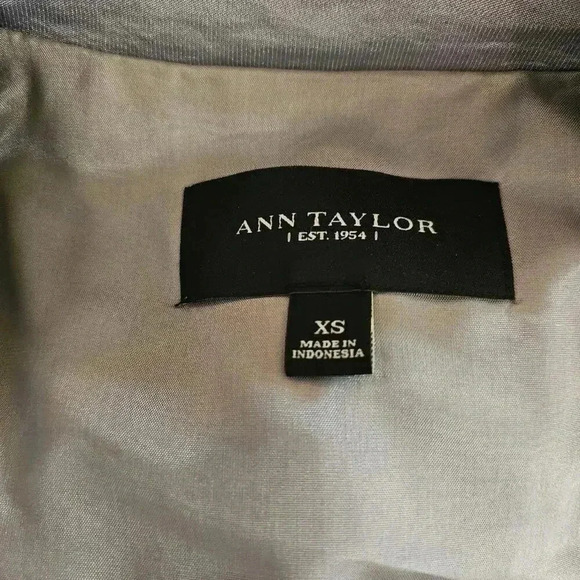 ANN TAYLOR
| EST. 1954 |
XS
MADE IN
INDONESIA